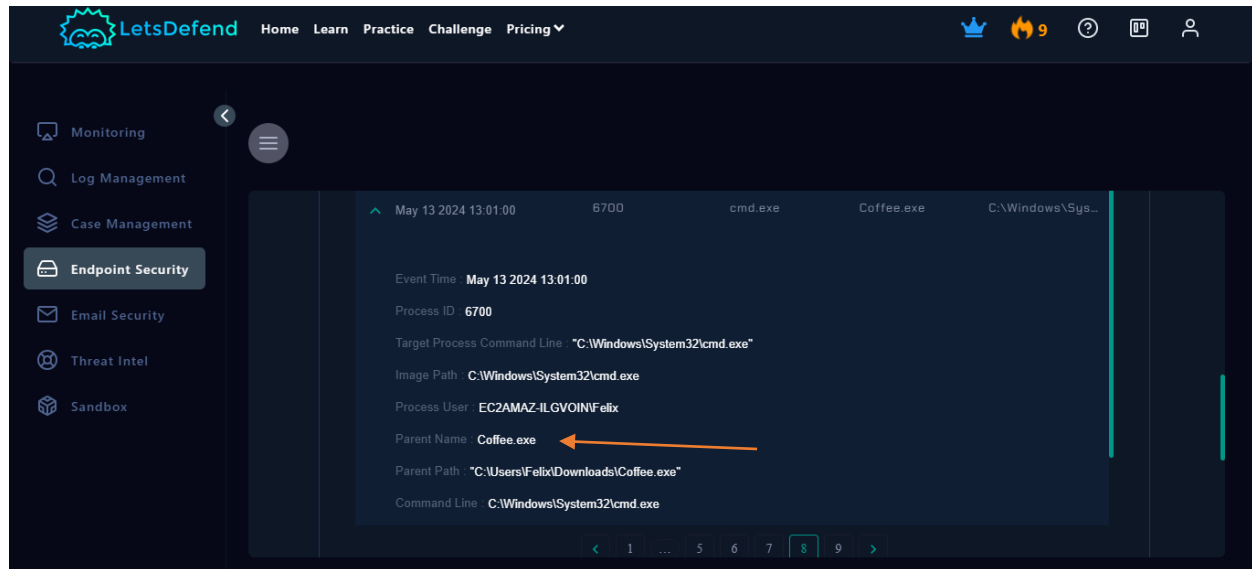 LetsDefend Home Learn Practice Challenge Pricing 9
Monitoring
Log Management
Case Management
Endpoint Security
Email Security
Threat Intel
Sandbox
May 13 2024 13:01:00 6700 cmd.exe Coffee.exe C:\Windows\Sys...
Event Time : May 13 2024 13:01:00
Process ID : 6700
Target Process Command Line : "C:\Windows\System32\cmd.exe"
Image Path : C:\Windows\System32\cmd.exe
Process User : EC2AMAZ-ILGVOIN\Felix
Parent Name : Coffee.exe
Parent Path : "C:\Users\Felix\Downloads\Coffee.exe"
Command Line : C:\Windows\System32\cmd.exe
< 1 ... 5 6 7 8 9 >